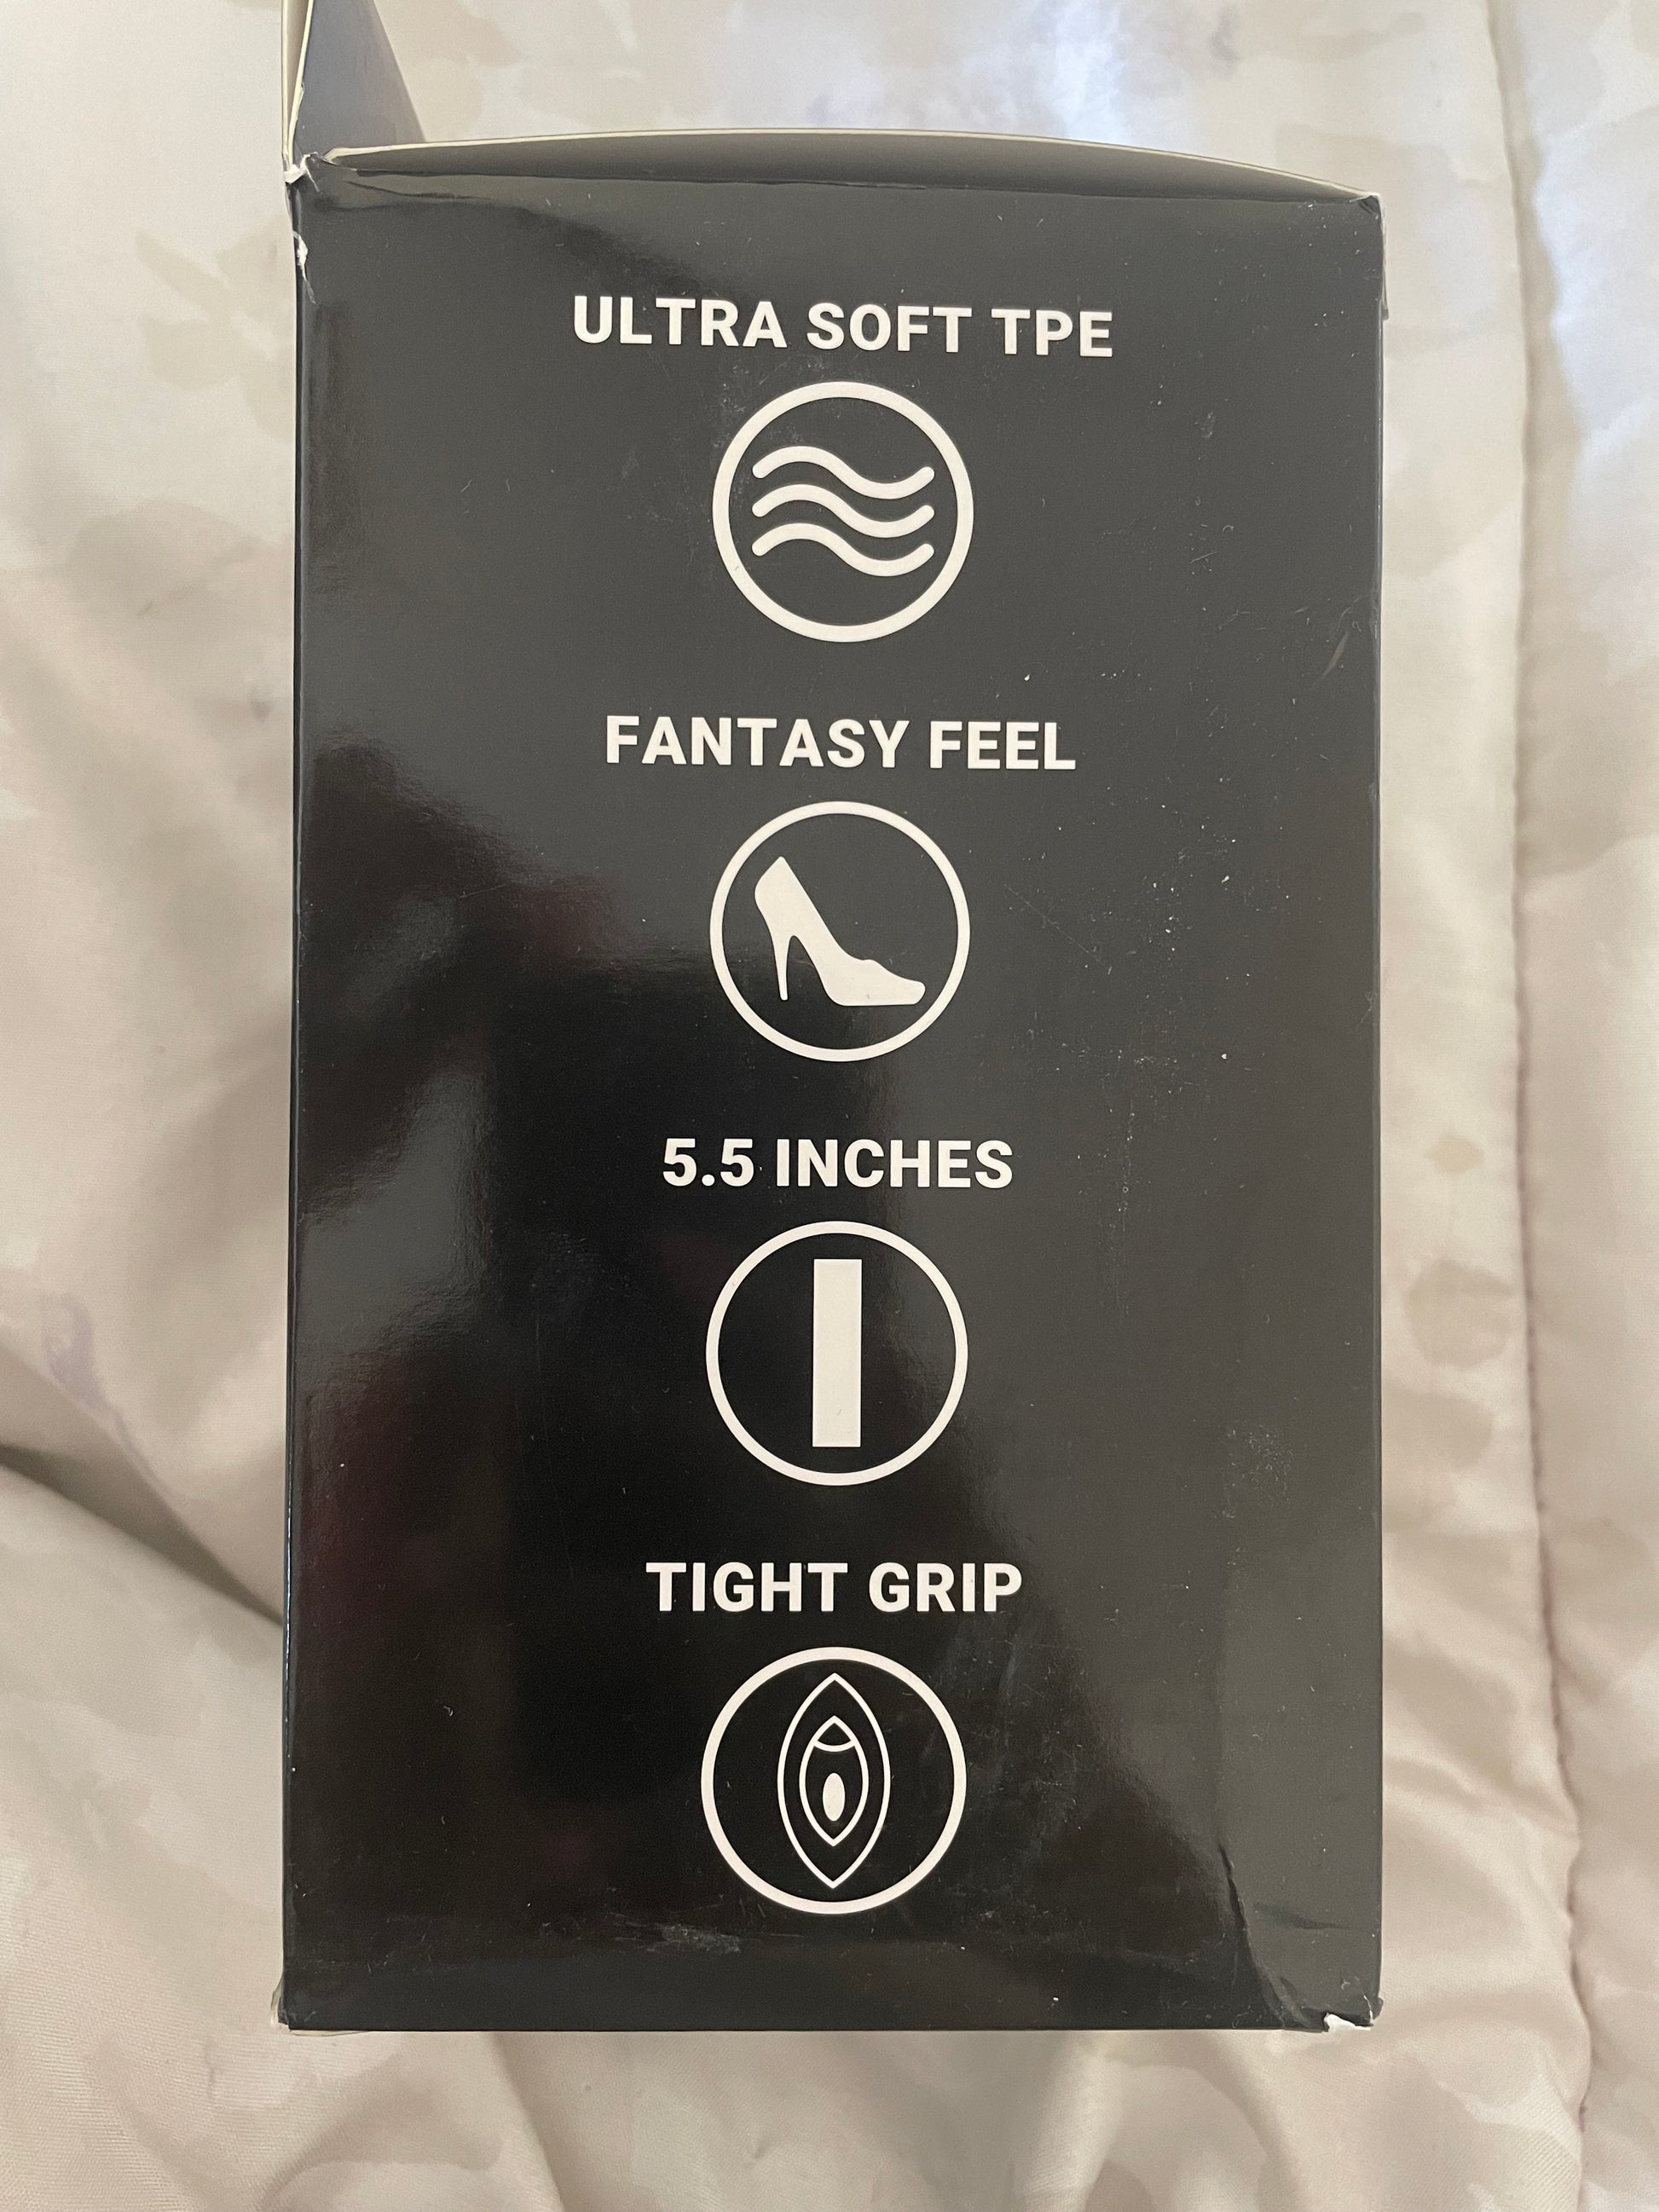 ULTRA SOFT TPE
FANTASY FEEL
5.5 INCHES
TIGHT GRIP